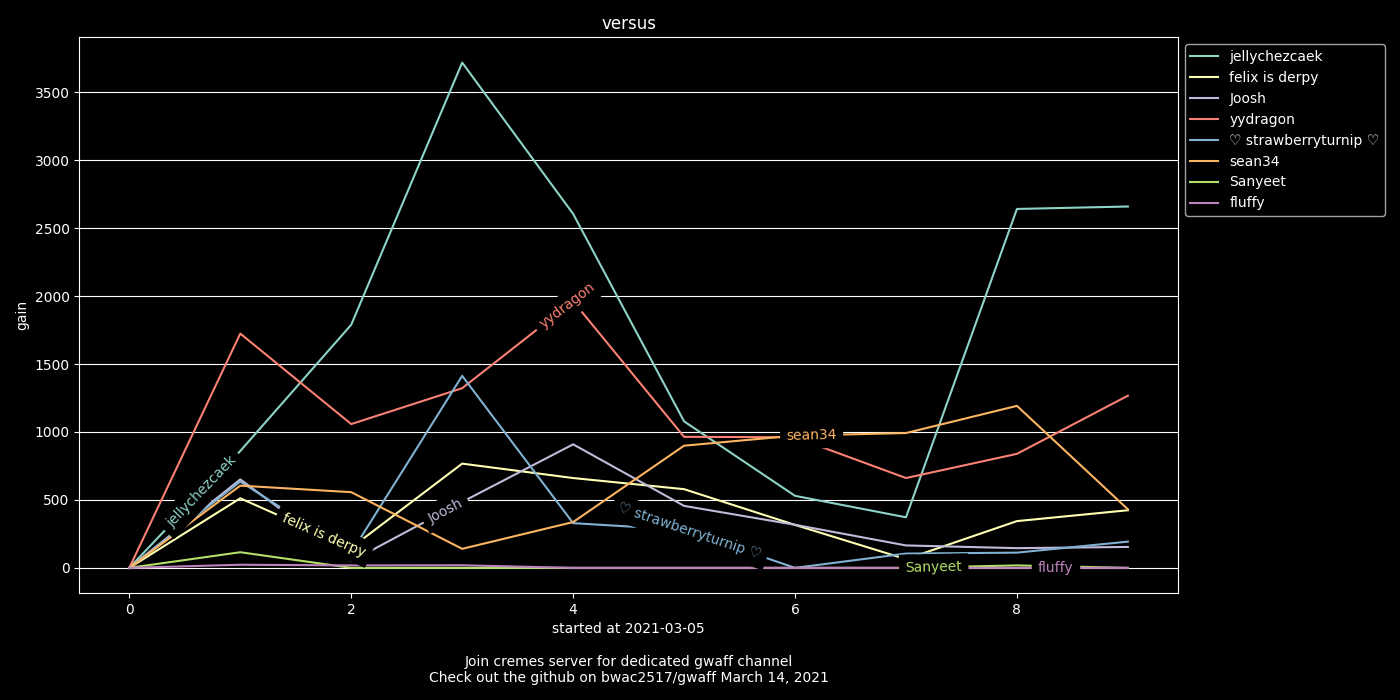 versus
3500
3000
2500
2000
1500
1000
500
0
gain
0
2
4
6
8
started at 2021-03-05
Join cremes server for dedicated gwaff channel
Check out the github on bwac2517/gwaff March 14, 2021
jellychezcaek
felix is derpy
Joosh
yydragon
♡ strawberryturnip ♡
sean34
Sanyeet
fluffy
jellychezcaek
felix is derpy
Joosh
yydragon
♡ strawberryturnip ♡
sean34
Sanyeet
fluffy